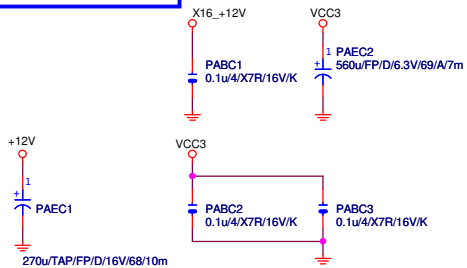 X16_+12V
VCC3
PABC1
0.1u/4/X7R/16V/K
1
PAEC2
+
560u/FP/D/6.3V/69/A/7m
+12V
VCC3
1
+
PAEC1
PABC2
0.1u/4/X7R/16V/K
PABC3
0.1u/4/X7R/16V/K
270u/TAP/FP/D/16V/68/10m